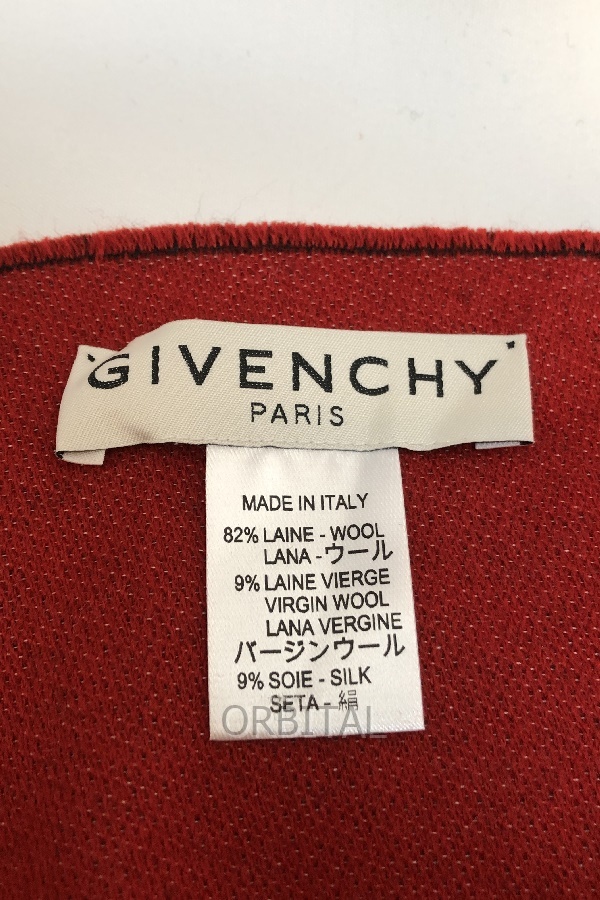 GIVENCHY
PARIS
MADE IN ITALY
82% LAINE - WOOL
LANA - ウール
9% LAINE VIERGE
VIRGIN WOOL
LANA VERGINE
バージンウール
9% SOIE - SILK
SETA - 絹
ORBITAL